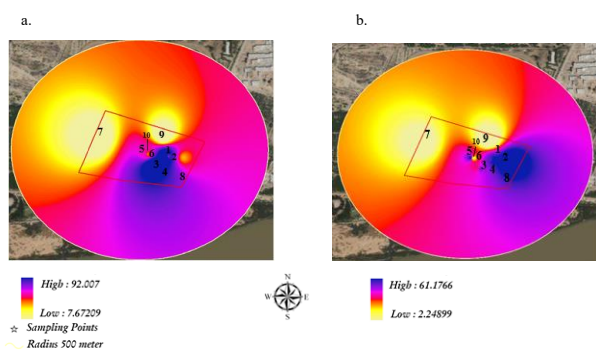 a.
b.
7
10
9
5
6
1
2
3
4
8
7
10
9
5
6
1
2
3
4
8
High : 92.007
Low : 7.67209
Sampling Points
Radius 500 meter
N
W E
S
High : 61.1766
Low : 2.24899